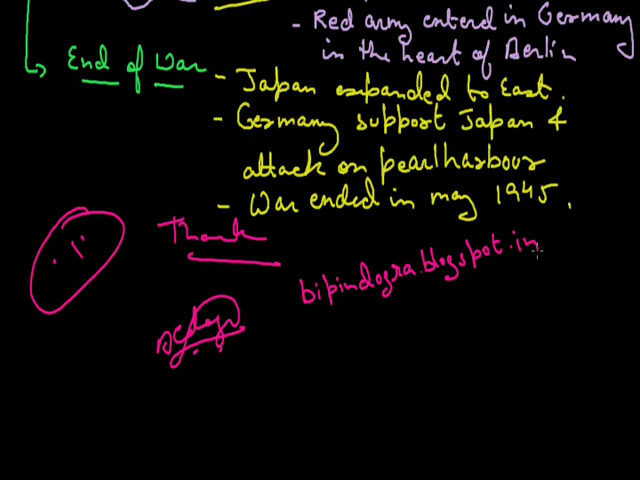 - Red army entered in Germany
in the heart of Berlin
End of War
- Japan expanded to East.
- Germany support Japan &
attack on pearlharbour
- War ended in may 1945.
Thank
bipindogra.blogspot.in